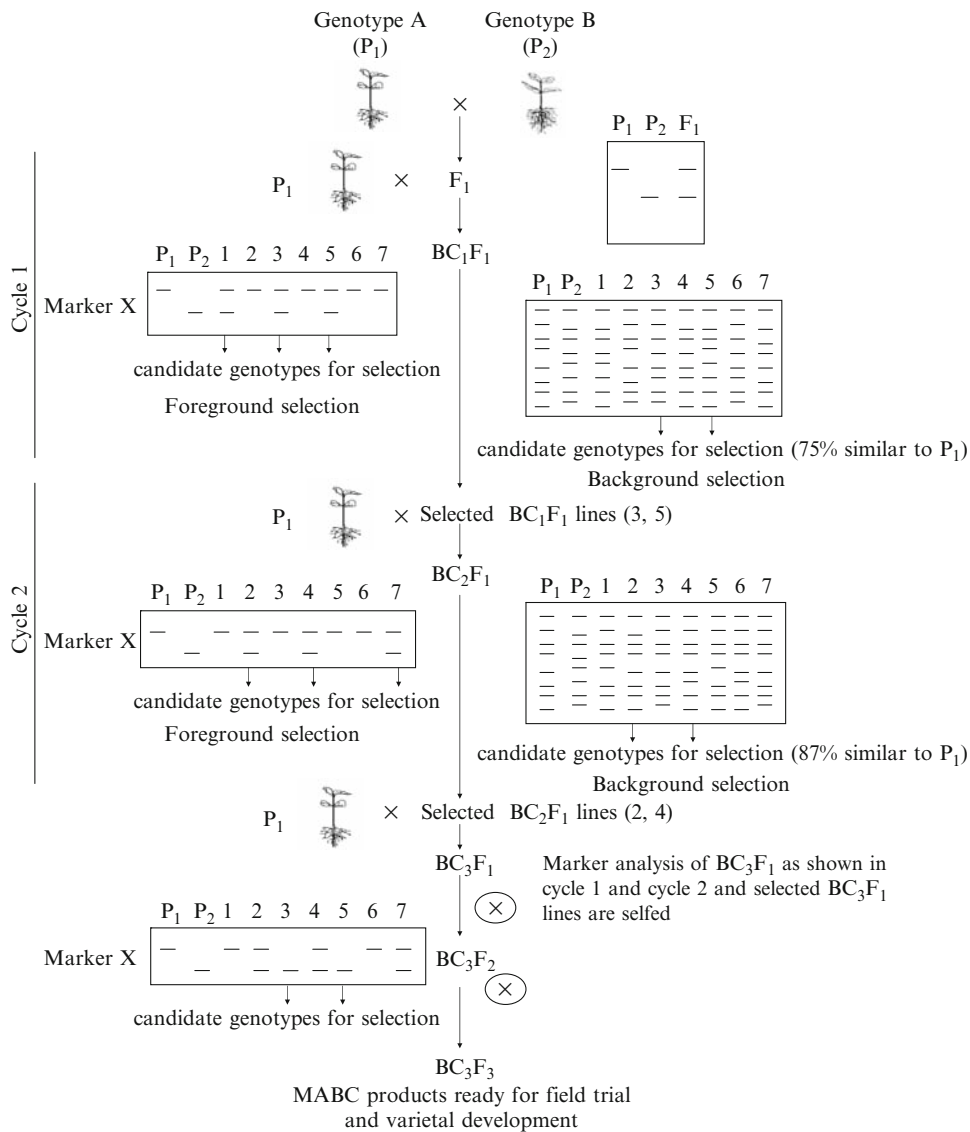 Genotype A
(P₁)
Genotype B
(P₂)
×
P₁ P₂ F₁
Cycle 1
P₁
×
F₁
BC₁F₁
P₁ P₂ 1 2 3 4 5 6 7
Marker X
candidate genotypes for selection
Foreground selection
P₁ P₂ 1 2 3 4 5 6 7
candidate genotypes for selection (75% similar to P₁)
Background selection
Cycle 2
P₁
× Selected BC₁F₁ lines (3, 5)
BC₂F₁
P₁ P₂ 1 2 3 4 5 6 7
Marker X
candidate genotypes for selection
Foreground selection
P₁ P₂ 1 2 3 4 5 6 7
candidate genotypes for selection (87% similar to P₁)
Background selection
P₁
× Selected BC₂F₁ lines (2, 4)
BC₃F₁
Marker analysis of BC₃F₁ as shown in
cycle 1 and cycle 2 and selected BC₃F₁
lines are selfed
×
P₁ P₂ 1 2 3 4 5 6 7
Marker X
BC₃F₂
×
candidate genotypes for selection
BC₃F₃
MABC products ready for field trial
and varietal development